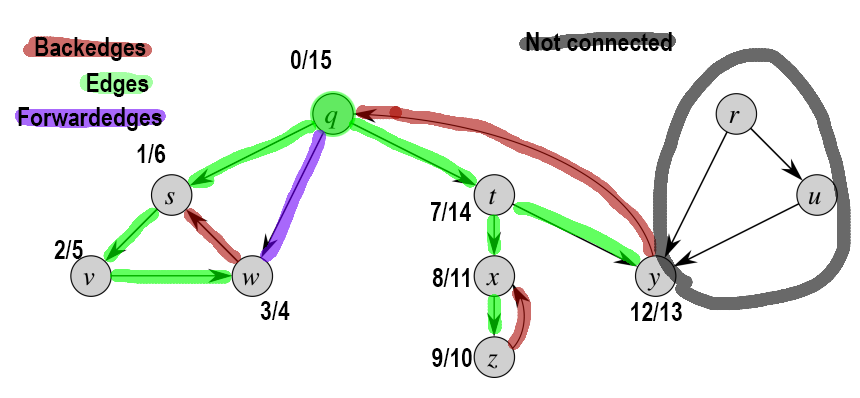 Not connected
Backedges
0/15
Edges
Forwardedges
q
r
1/6
s
t
u
7/14
2/5
v
w
8/11
x
y
3/4
12/13
9/10
z